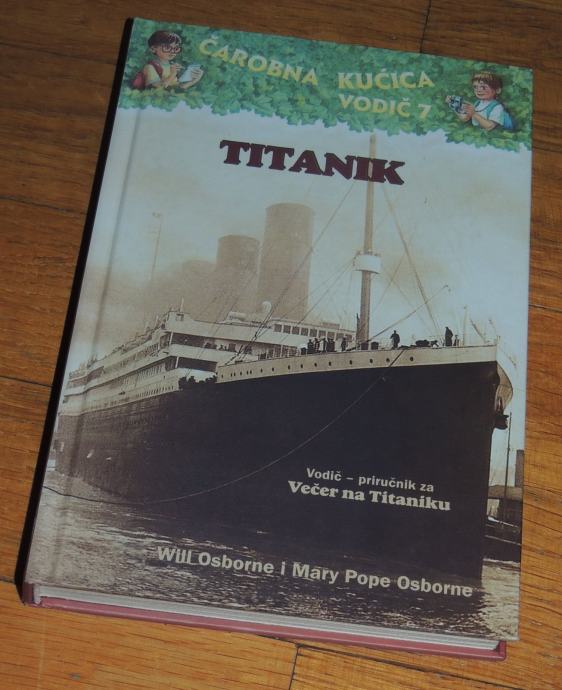 ČAROBNA KUĆICA
VODIČ 7
TITANIK
Vodič – priručnik za
Večer na Titaniku
Will Osborne i Mary Pope Osborne